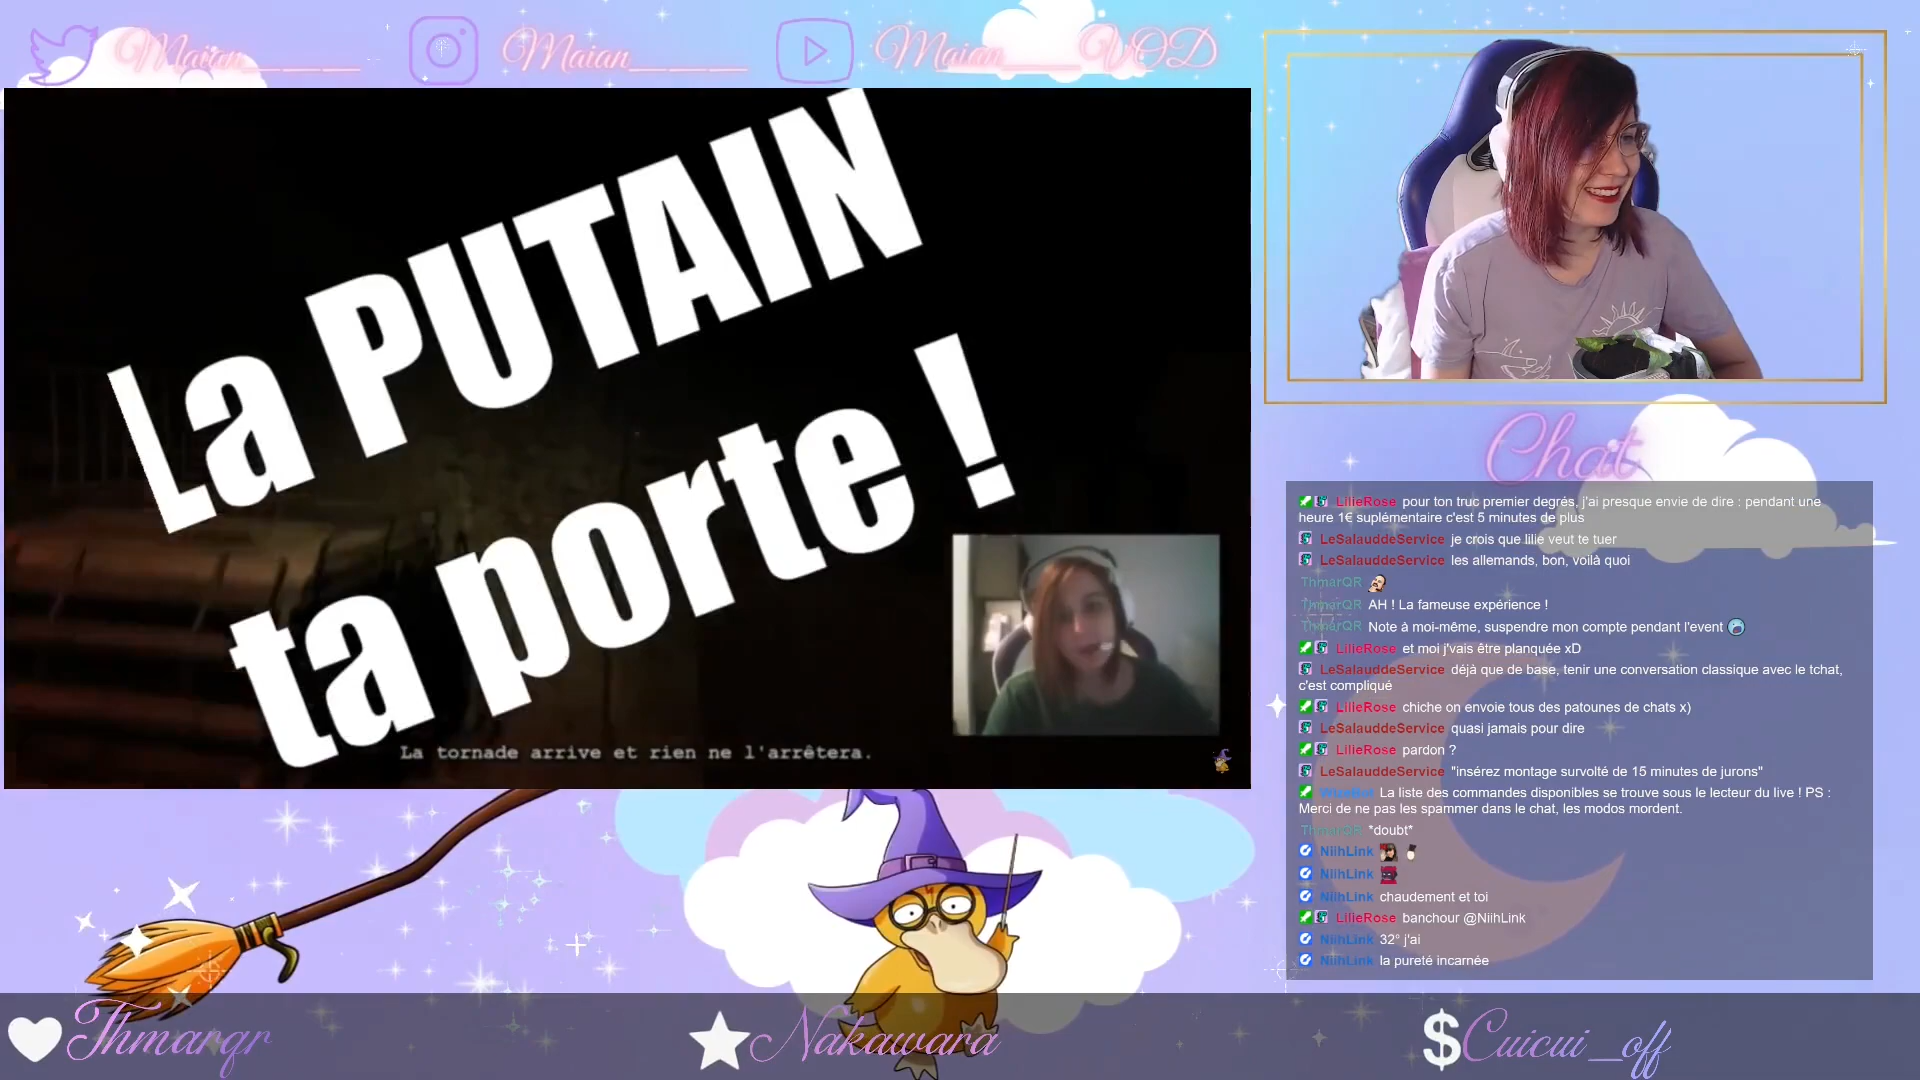 Maian____
Maian____
Maian____VOD
La PUTAIN
ta porte !
La tornade arrive et rien ne l'arrêtera.
Chat
LilieRose pour ton truc premier degrés, j'ai presque envie de dire : pendant une
heure 1€ suplémentaire c'est 5 minutes de plus
LeSalauddeService je crois que lilie veut te tuer
LeSalauddeService les allemands, bon, voilà quoi
ThmarQR
ThmarQR AH ! La fameuse expérience !
ThmarQR Note à moi-même, suspendre mon compte pendant l'event
LilieRose et moi j'vais être planquée xD
LeSalauddeService déjà que de base, tenir une conversation classique avec le tchat,
c'est compliqué
LilieRose chiche on envoie tous des patounes de chats x)
LeSalauddeService quasi jamais pour dire
LilieRose pardon ?
LeSalauddeService "insérez montage survolté de 15 minutes de jurons"
La liste des commandes disponibles se trouve sous le lecteur du live ! PS :
Merci de ne pas les spammer dans le chat, les modos mordent.
ThmarQR *doubt*
NiihLink
NiihLink
NiihLink chaudement et toi
LilieRose banchour @NiihLink
NiihLink 32° j'ai
NiihLink la pureté incarnée
Thmarqr
Nakawara
$Cuicui_off